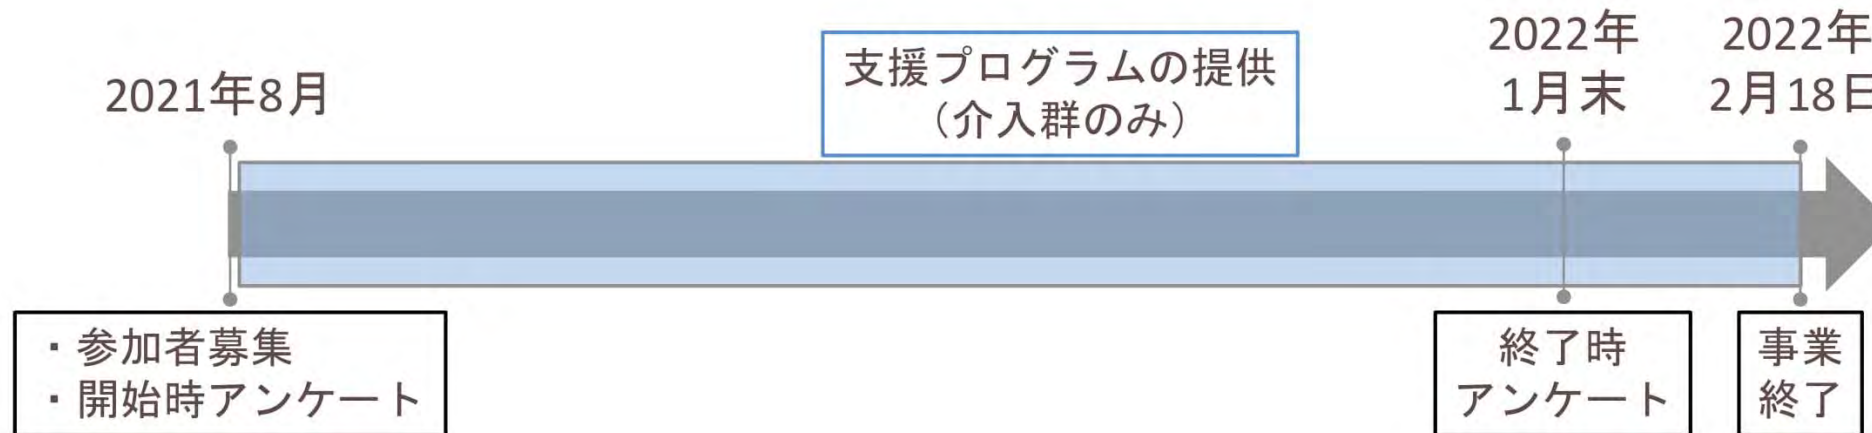 2021年8月
支援プログラムの提供
（介入群のみ）
2022年
1月末
2022年
2月18日
・参加者募集
・開始時アンケート
終了時
アンケート
事業
終了